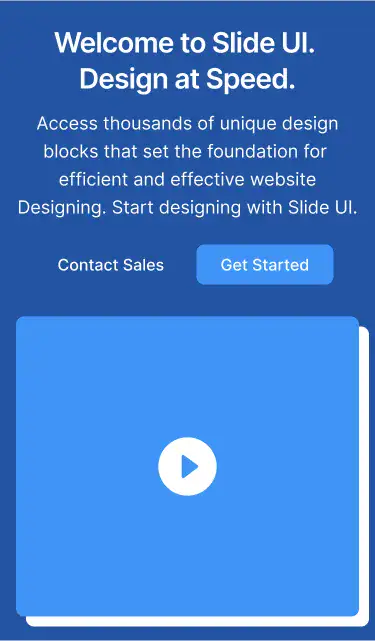 Welcome to Slide UI.
Design at Speed.
Access thousands of unique design
blocks that set the foundation for
efficient and effective website
Designing. Start designing with Slide UI.
Contact Sales
Get Started